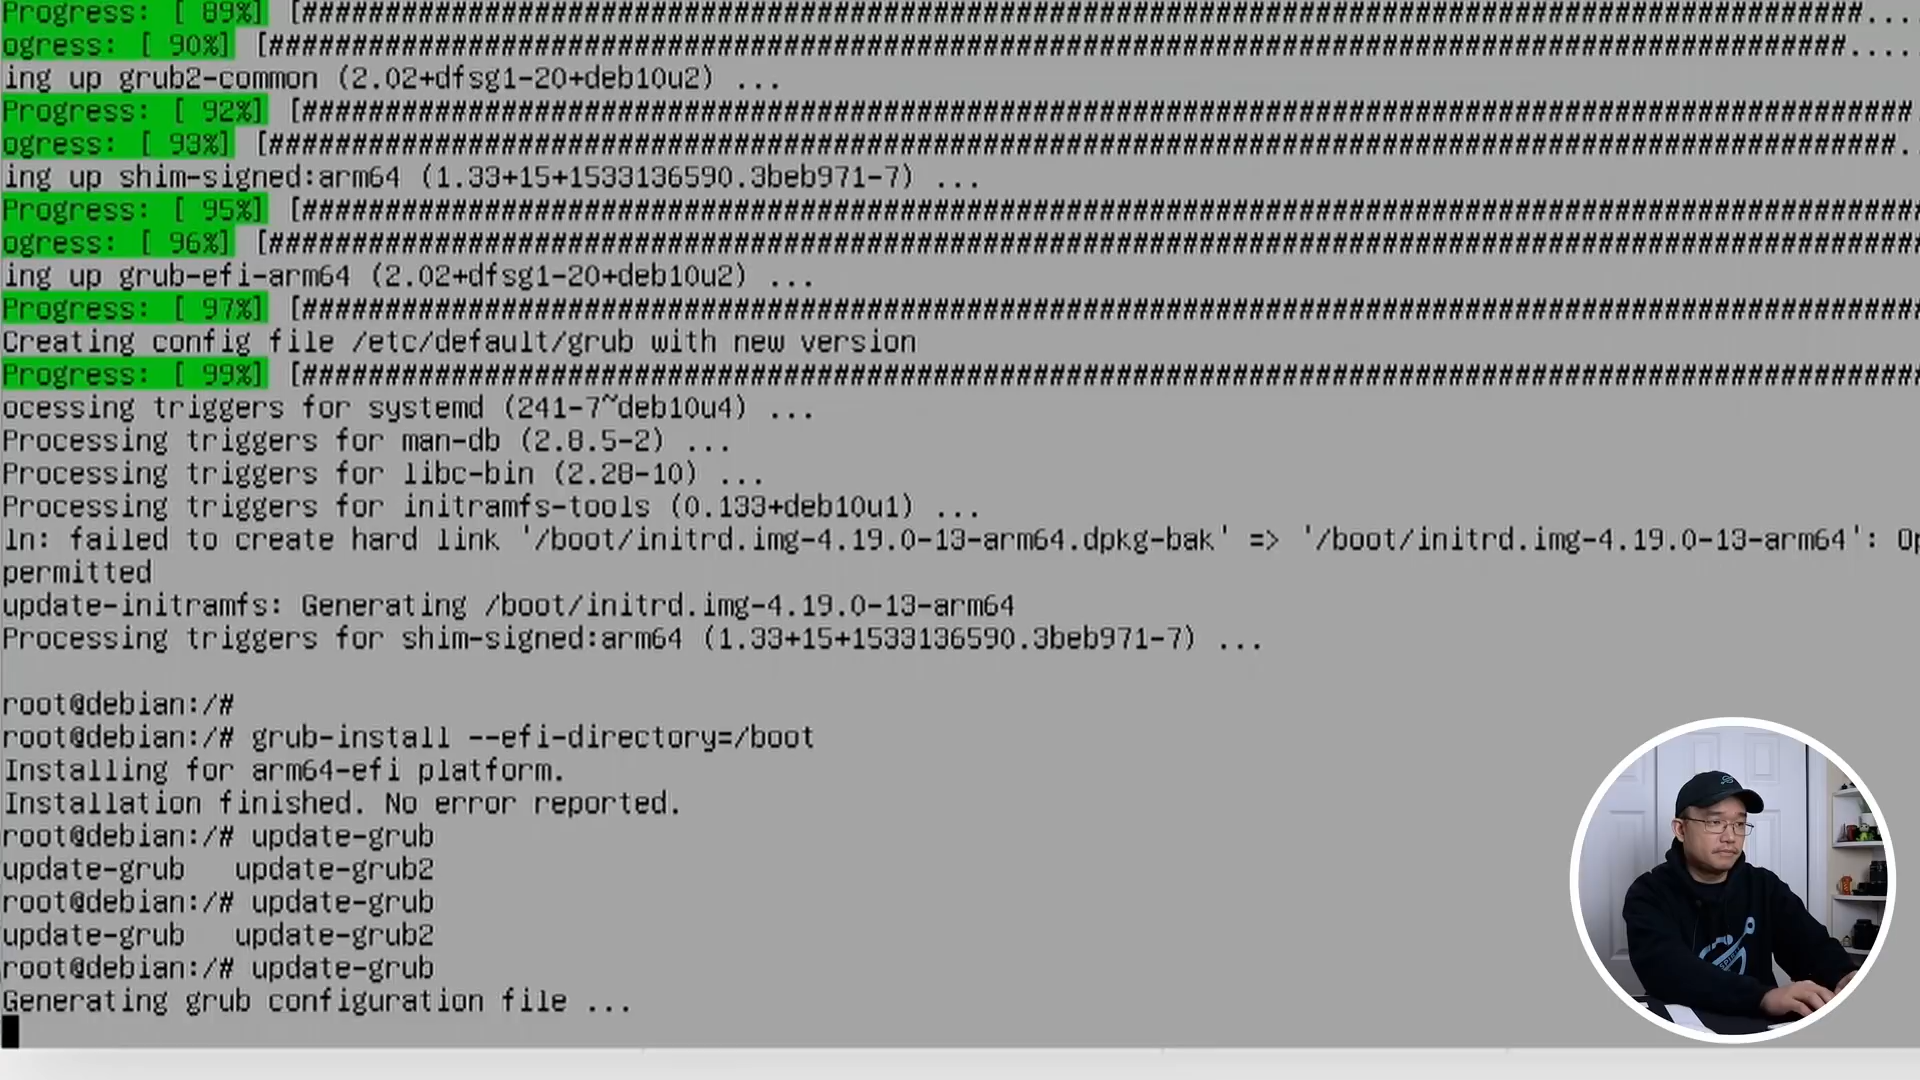 Progress: [ 89%] [###############################################################################################....
ogress: [ 90%] [################################################################################################....
ing up grub2-common (2.02+dfsg1-20+deb10u2) ...
Progress: [ 92%] [##################################################################################################.
ogress: [ 93%] [###################################################################################################.
ing up shim-signed:arm64 (1.33+15+1533136590.3beb971-7) ...
Progress: [ 95%] [##################################################################################################
ogress: [ 96%] [####################################################################################################
ing up grub-efi-arm64 (2.02+dfsg1-20+deb10u2) ...
Progress: [ 97%] [##################################################################################################
Creating config file /etc/default/grub with new version
Progress: [ 99%] [##################################################################################################
ocessing triggers for systemd (241-7~deb10u4) ...
Processing triggers for man-db (2.8.5-2) ...
Processing triggers for libc-bin (2.28-10) ...
Processing triggers for initramfs-tools (0.133+deb10u1) ...
ln: failed to create hard link '/boot/initrd.img-4.19.0-13-arm64.dpkg-bak' => '/boot/initrd.img-4.19.0-13-arm64': Op
permitted
update-initramfs: Generating /boot/initrd.img-4.19.0-13-arm64
Processing triggers for shim-signed:arm64 (1.33+15+1533136590.3beb971-7) ...
root@debian:/#
root@debian:/# grub-install --efi-directory=/boot
Installing for arm64-efi platform.
Installation finished. No error reported.
root@debian:/# update-grub
update-grub   update-grub2
root@debian:/# update-grub
update-grub   update-grub2
root@debian:/# update-grub
Generating grub configuration file ...